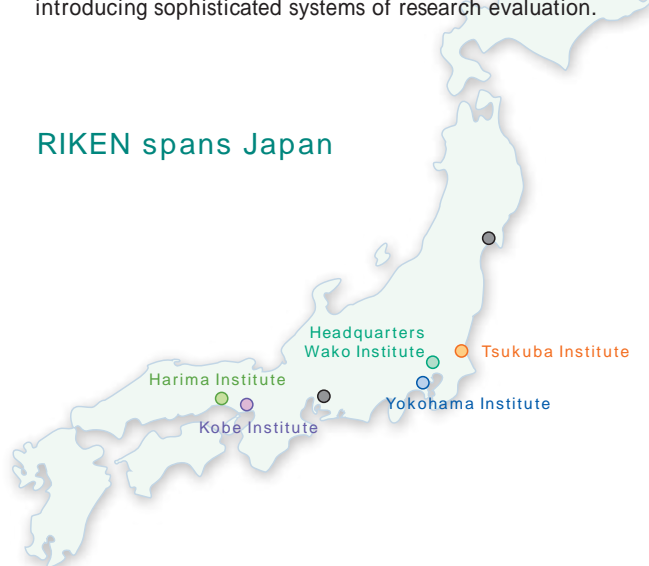 introducing sophisticated systems of research evaluation.
RIKEN spans Japan
Headquarters
Wako Institute
Tsukuba Institute
Harima Institute
Yokohama Institute
Kobe Institute